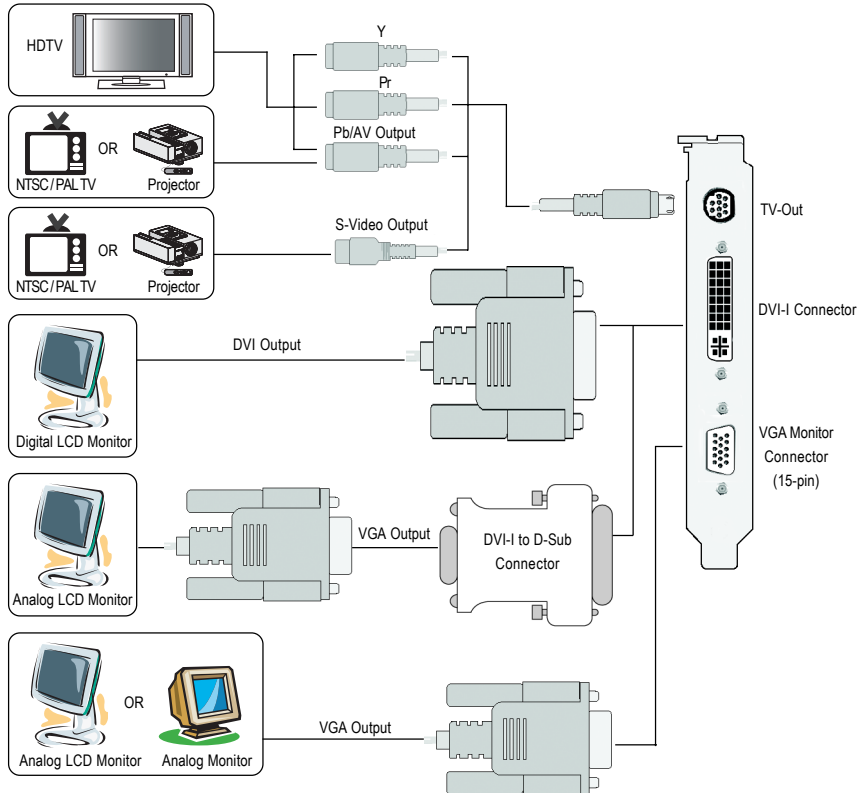 HDTV
Y
Pr
Pb/AV Output
NTSC/PAL TV
OR
Projector
S-Video Output
NTSC/PAL TV
OR
Projector
TV-Out
DVI-I Connector
VGA Monitor
Connector
(15-pin)
DVI Output
Digital LCD Monitor
VGA Output
DVI-I to D-Sub
Connector
Analog LCD Monitor
OR
VGA Output
Analog LCD Monitor
Analog Monitor